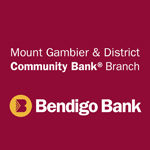 Mount Gambier & District
Community Bank® Branch
Bendigo Bank